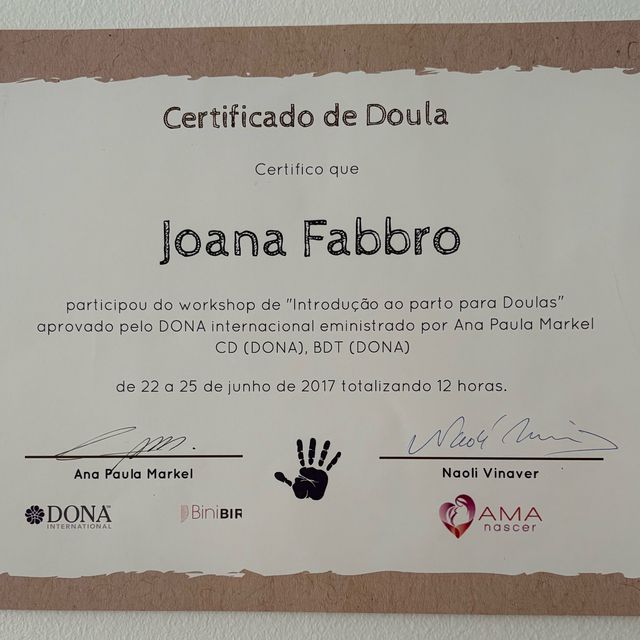 Certificado de Doula
Certifico que
Joana Fabbro
participou do workshop de "Introdução ao parto para Doulas"
aprovado pelo DONA internacional eministrado por Ana Paula Markel
CD (DONA), BDT (DONA)
de 22 a 25 de junho de 2017 totalizando 12 horas.
Ana Paula Markel
Naoli Vinaver
DONA
INTERNATIONAL
BiniBIR
AMA
nascer